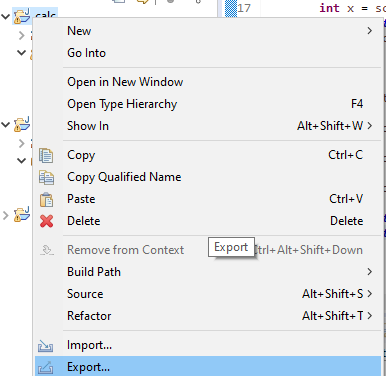 calc
17 int x = sc
New
Go Into
Open in New Window
Open Type Hierarchy F4
Show In Alt+Shift+W
Copy Ctrl+C
Copy Qualified Name
Paste Ctrl+V
Delete Delete
Remove from Context Ctrl+Alt+Shift+Down
Export
Build Path
Source Alt+Shift+S
Refactor Alt+Shift+T
Import...
Export...